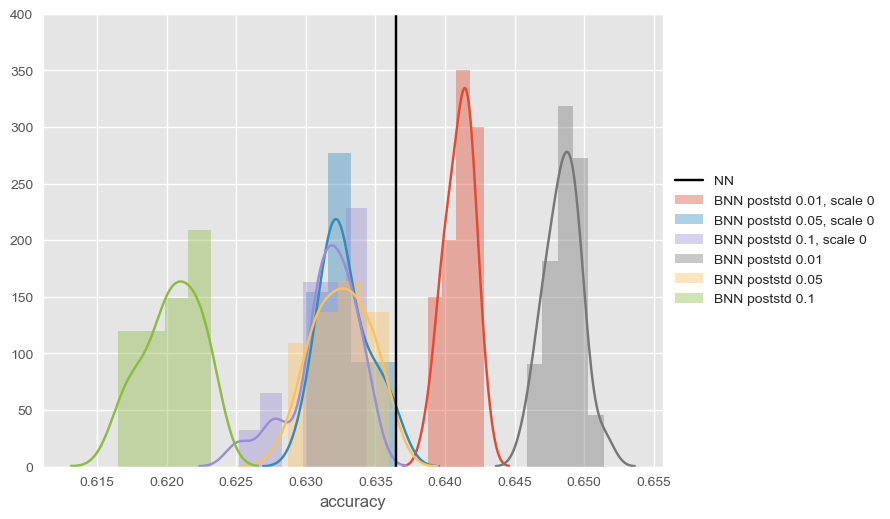 400
350
300
250
200
150
100
50
0
0.615 0.620 0.625 0.630 0.635 0.640 0.645 0.650 0.655
accuracy
NN
BNN poststd 0.01, scale 0
BNN poststd 0.05, scale 0
BNN poststd 0.1, scale 0
BNN poststd 0.01
BNN poststd 0.05
BNN poststd 0.1